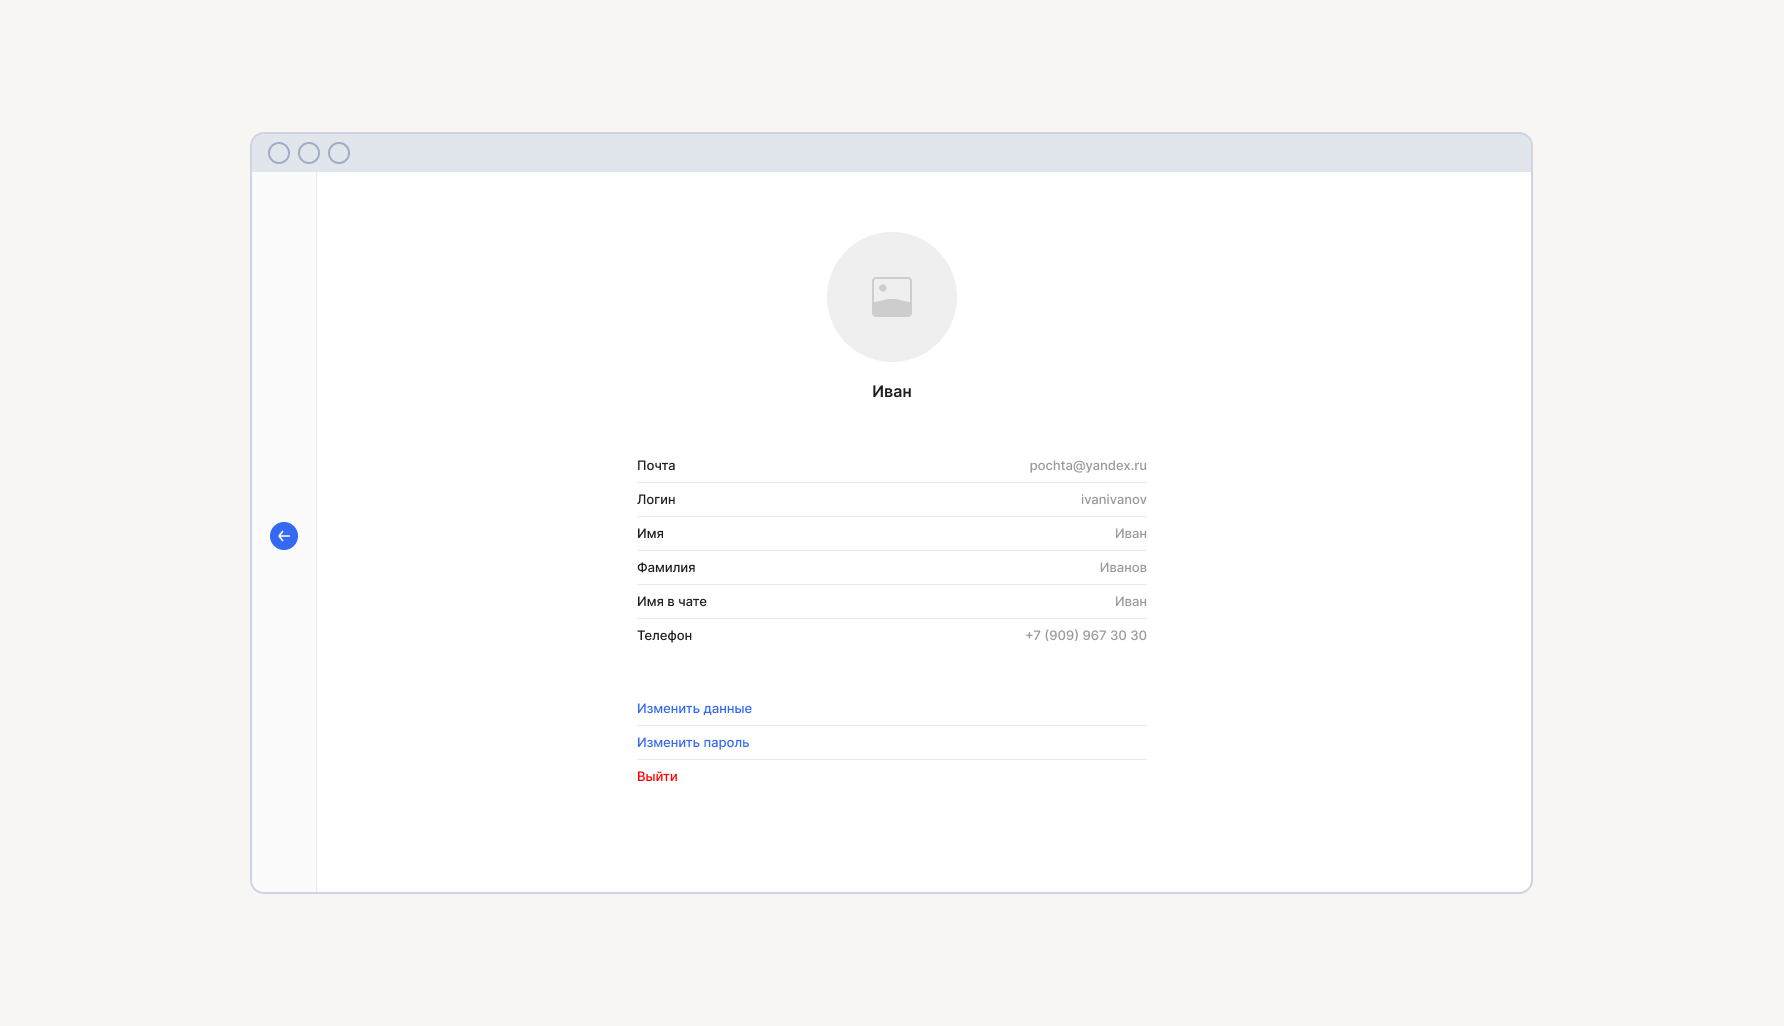 Иван
Почта pochta@yandex.ru
Логин ivanivanov
Имя Иван
Фамилия Иванов
Имя в чате Иван
Телефон +7 (909) 967 30 30
Изменить данные
Изменить пароль
Выйти